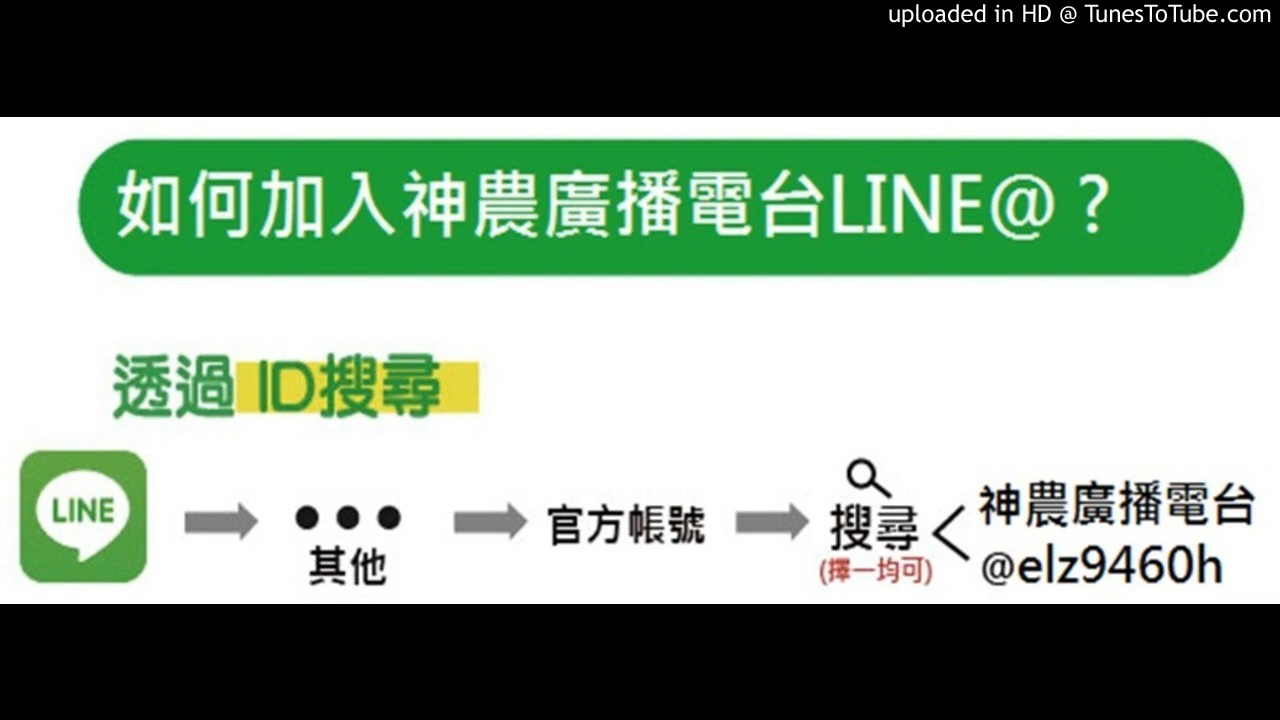 uploaded in HD @ TunesToTube.com
如何加入神農廣播電台LINE@？
透過 ID搜尋
LINE
其他
官方帳號
搜尋
(擇一均可)
神農廣播電台
@elz9460h